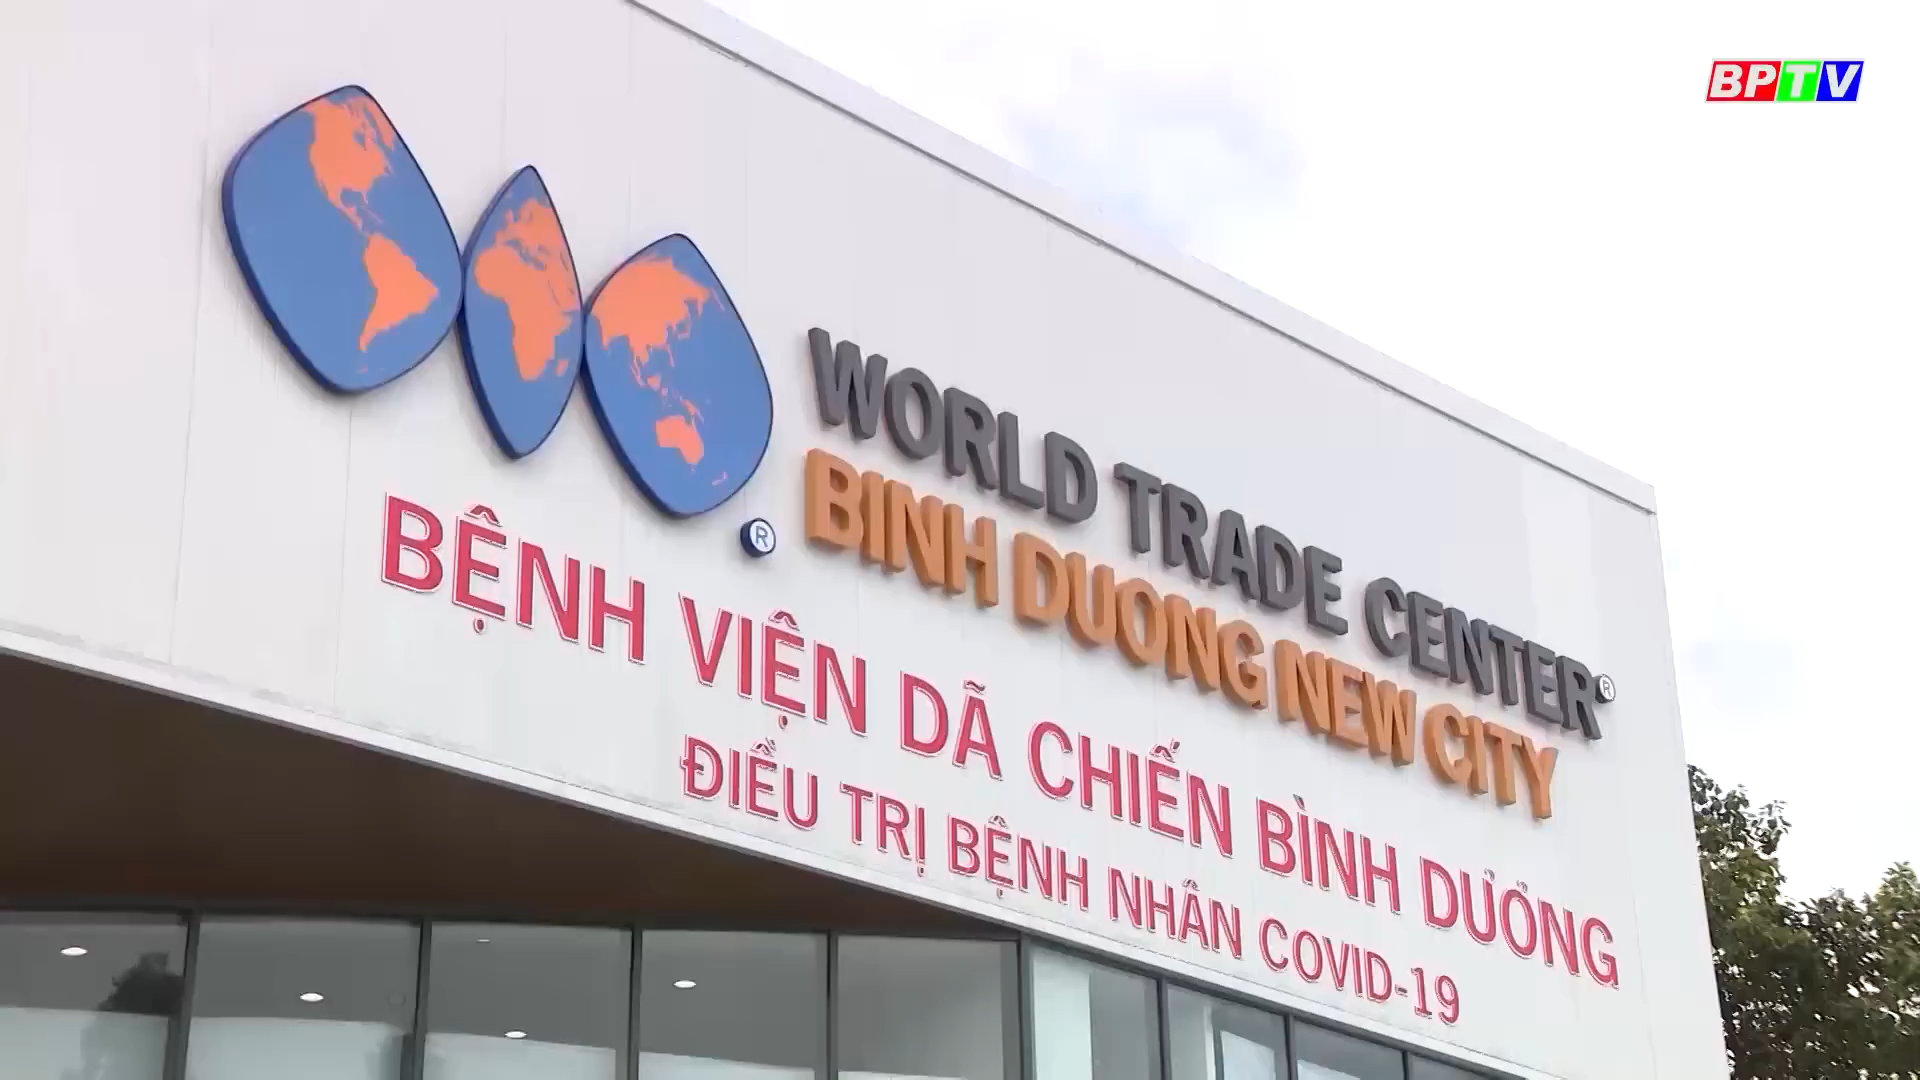 BPTV
WORLD TRADE CENTER®
BINH DUONG NEW CITY
®
BỆNH VIỆN DÃ CHIẾN BÌNH DƯƠNG
ĐIỀU TRỊ BỆNH NHÂN COVID-19